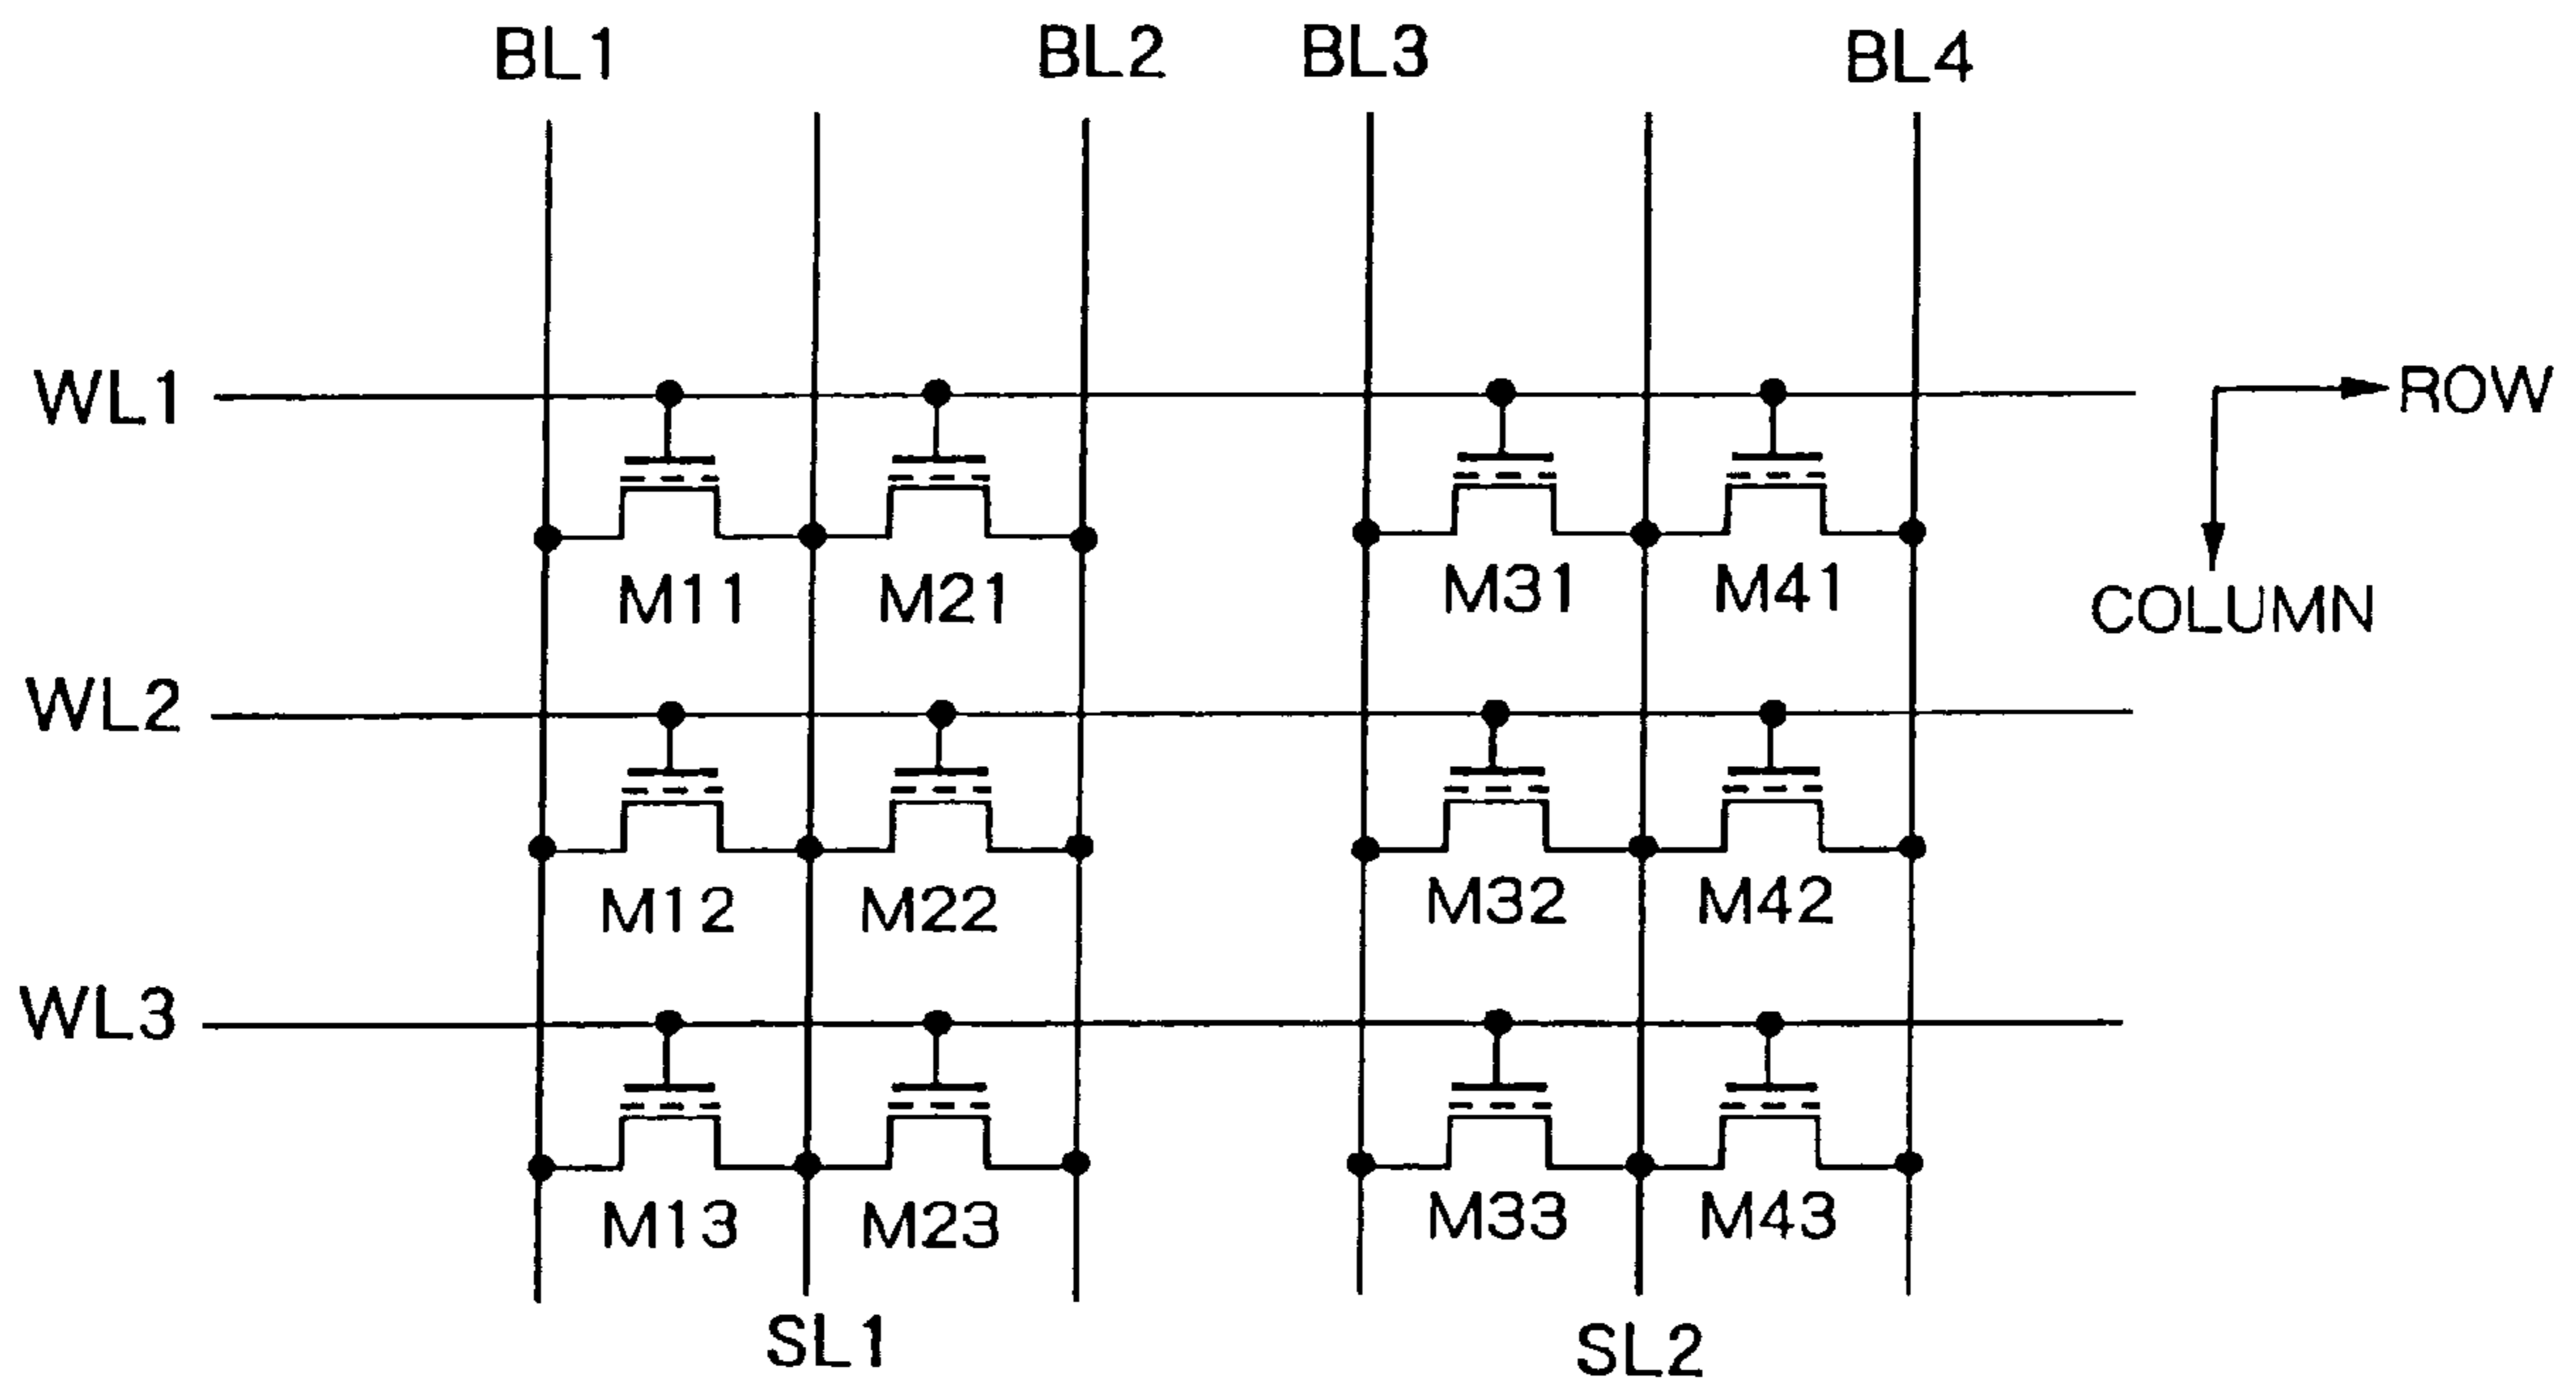 BL1 BL2 BL3 BL4
WL1
ROW
M11 M21 M31 M41
COLUMN
WL2
M12 M22 M32 M42
WL3
M13 M23 M33 M43
SL1 SL2